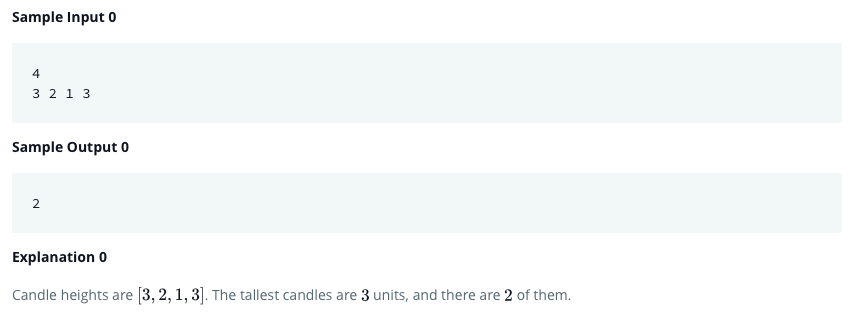 Sample Input 0
4
3 2 1 3
Sample Output 0
2
Explanation 0
Candle heights are [3, 2, 1, 3]. The tallest candles are 3 units, and there are 2 of them.